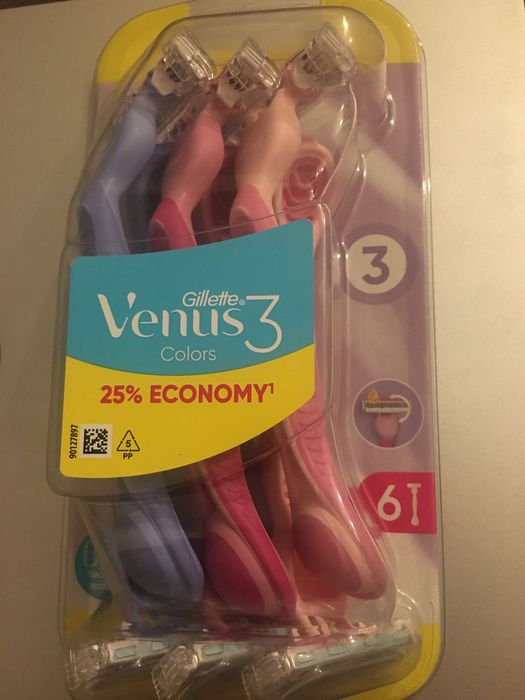 3
Gillette®
Venus 3
Colors
25% ECONOMY¹
90127897
5
PP
6